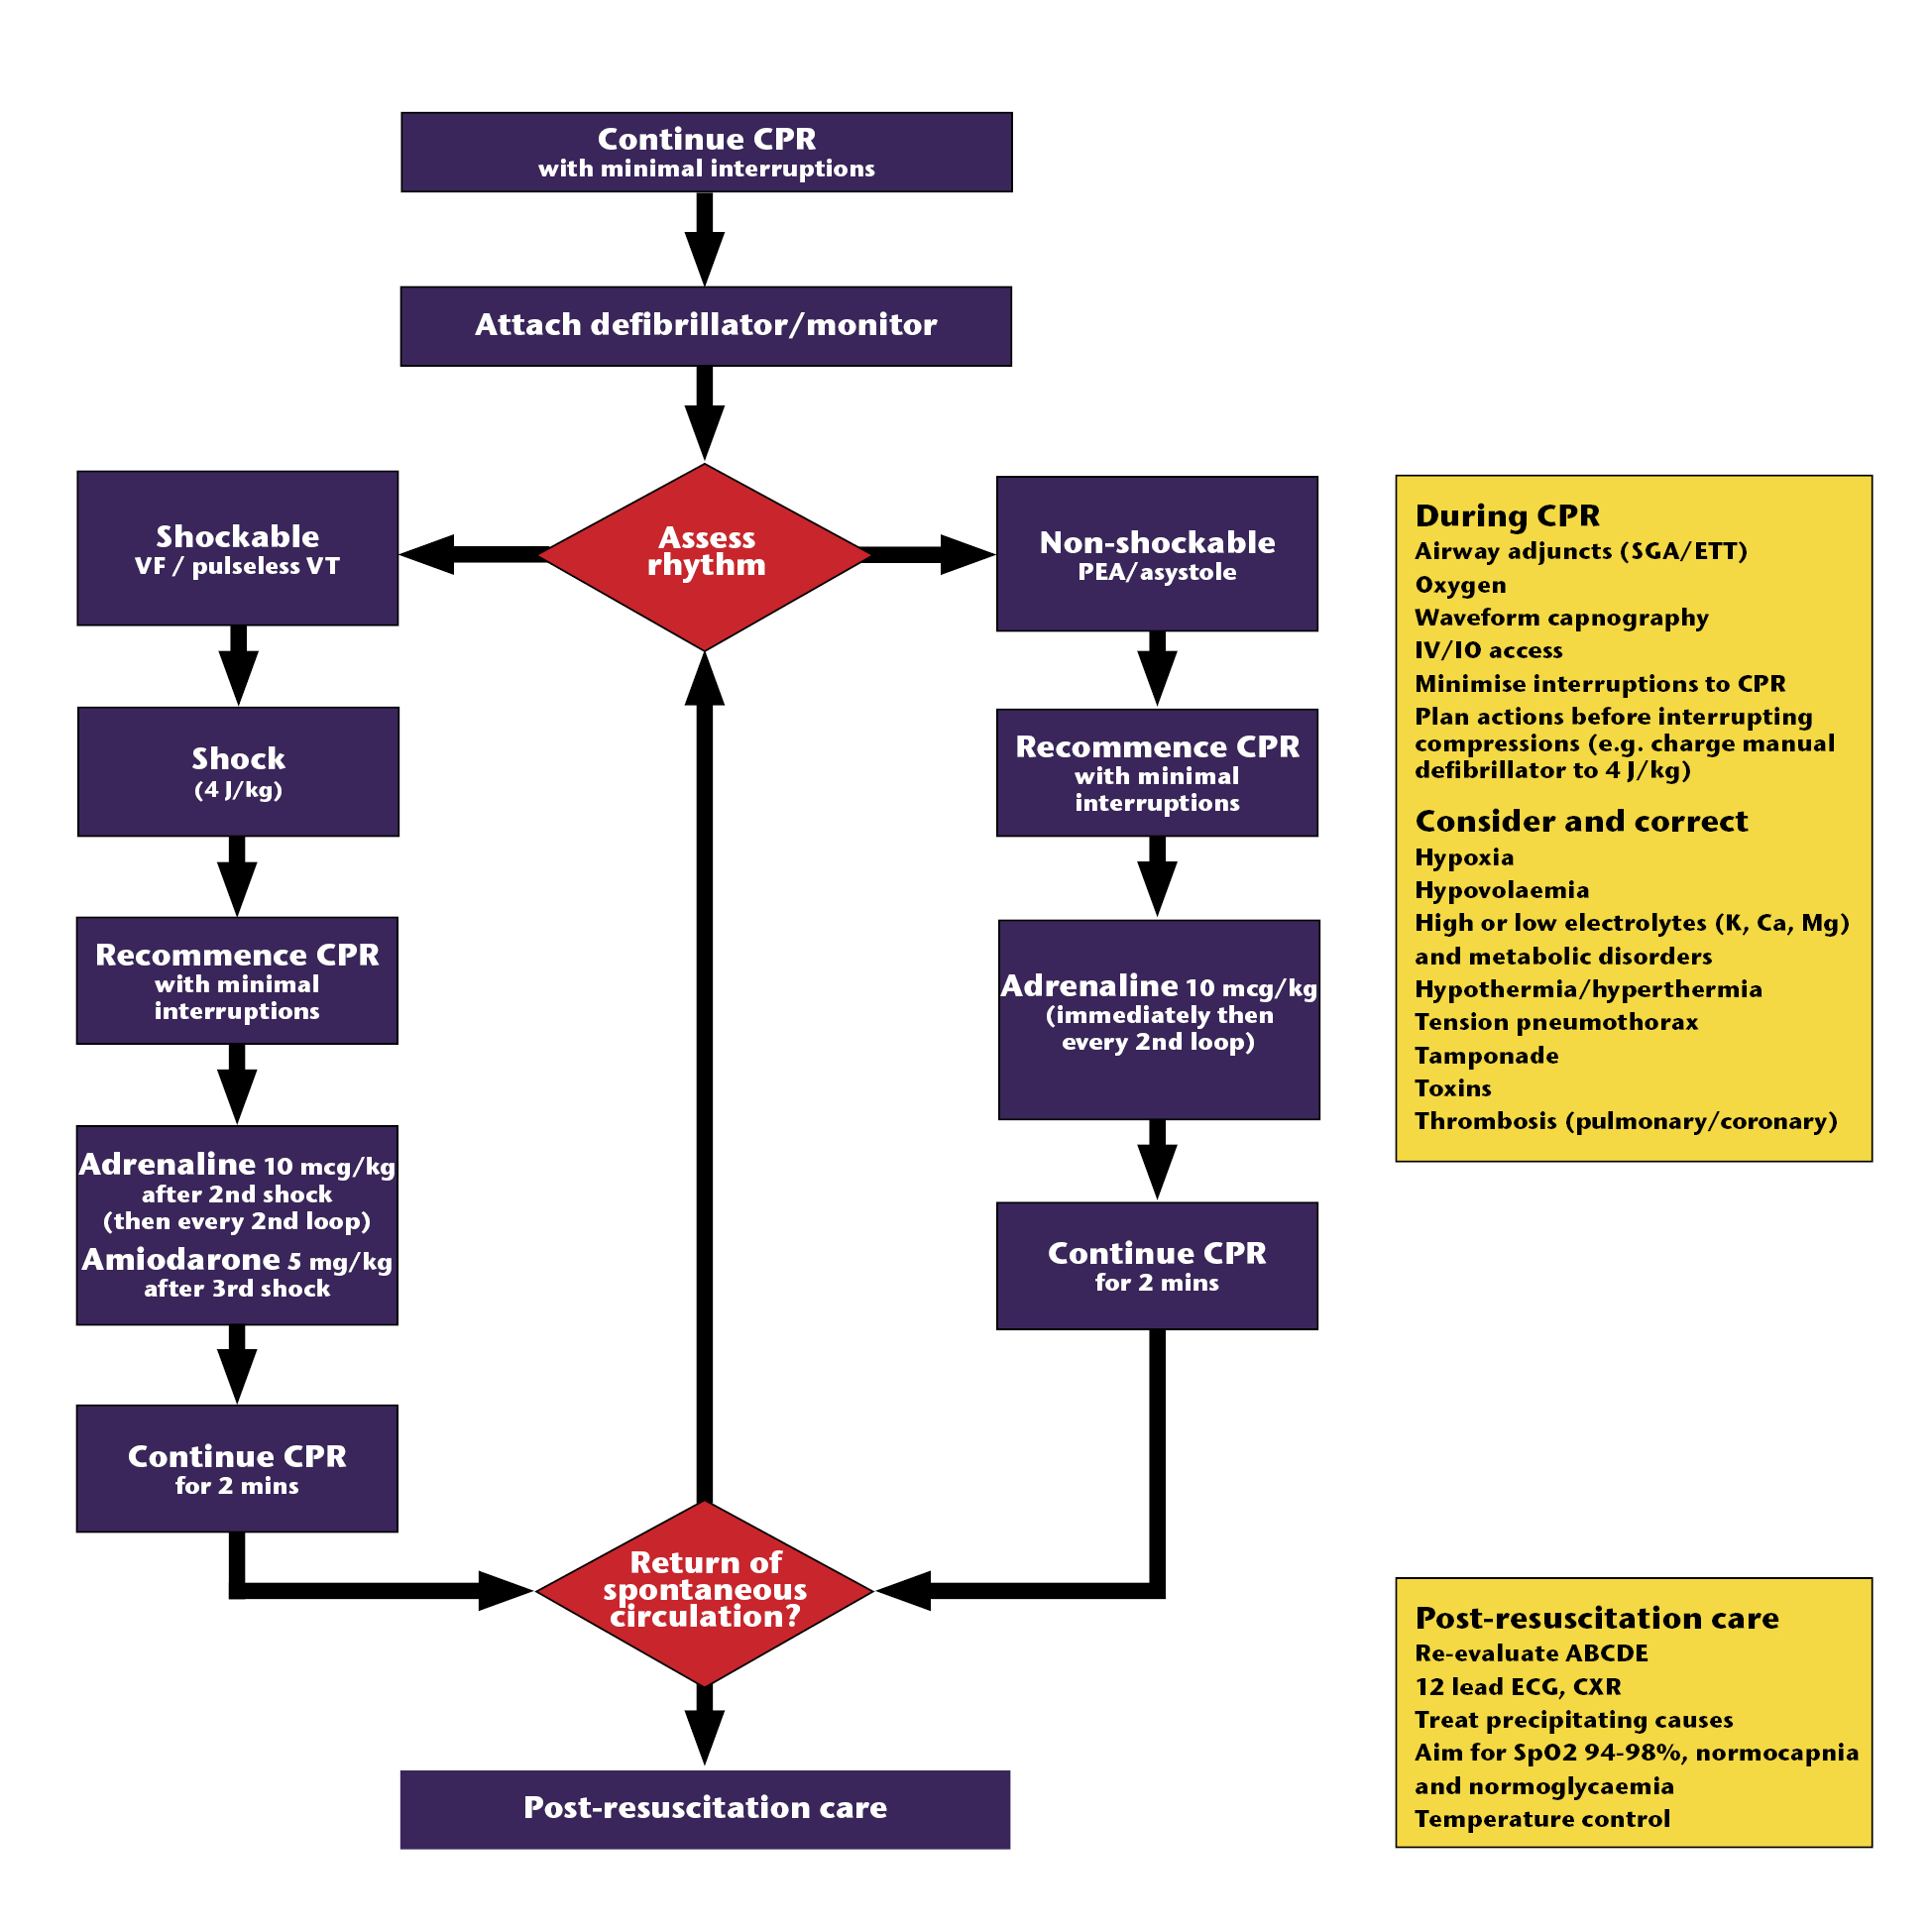 Continue CPR
with minimal interruptions
Attach defibrillator/monitor
Assess
rhythm
Shockable
VF / pulseless VT
Shock
(4 J/kg)
Recommence CPR
with minimal
interruptions
Adrenaline 10 mcg/kg
after 2nd shock
(then every 2nd loop)
Amiodarone 5 mg/kg
after 3rd shock
Continue CPR
for 2 mins
Non-shockable
PEA/asystole
Recommence CPR
with minimal
interruptions
Adrenaline 10 mcg/kg
(immediately then
every 2nd loop)
Continue CPR
for 2 mins
Return of
spontaneous
circulation?
Post-resuscitation care
During CPR
Airway adjuncts (SGA/ETT)
Oxygen
Waveform capnography
IV/IO access
Minimise interruptions to CPR
Plan actions before interrupting
compressions (e.g. charge manual
defibrillator to 4 J/kg)
Consider and correct
Hypoxia
Hypovolaemia
High or low electrolytes (K, Ca, Mg)
and metabolic disorders
Hypothermia/hyperthermia
Tension pneumothorax
Tamponade
Toxins
Thrombosis (pulmonary/coronary)
Post-resuscitation care
Re-evaluate ABCDE
12 lead ECG, CXR
Treat precipitating causes
Aim for SpO2 94-98%, normocapnia
and normoglycaemia
Temperature control